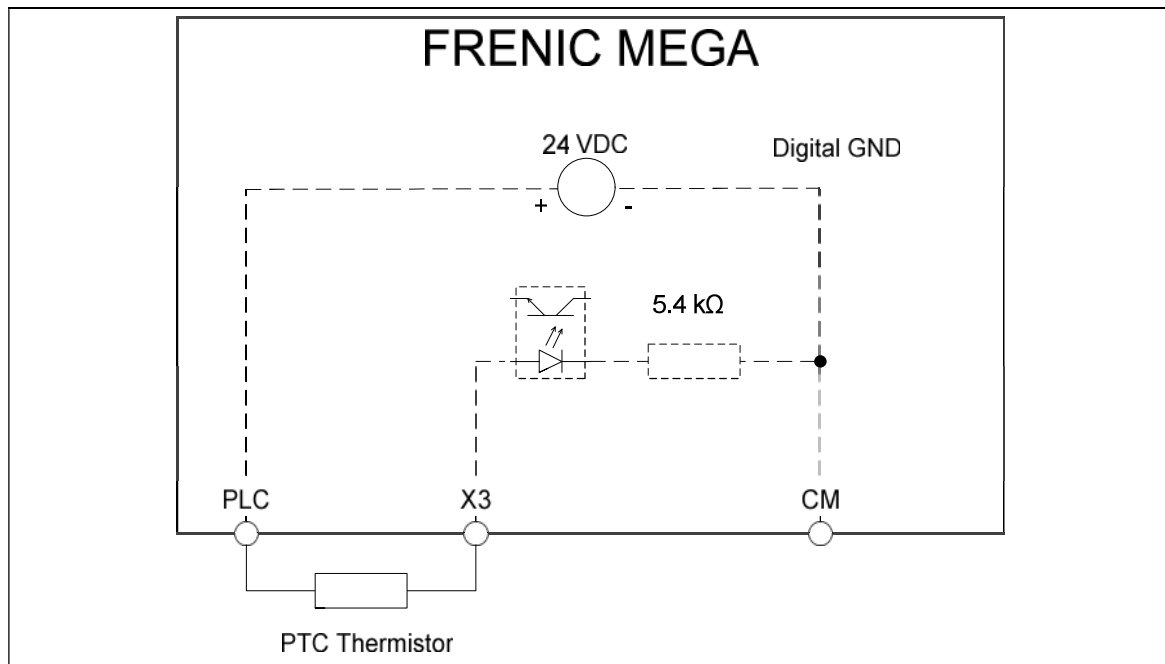 FRENIC MEGA
24 VDC
Digital GND
+ -
5.4 kΩ
PLC
X3
CM
PTC Thermistor